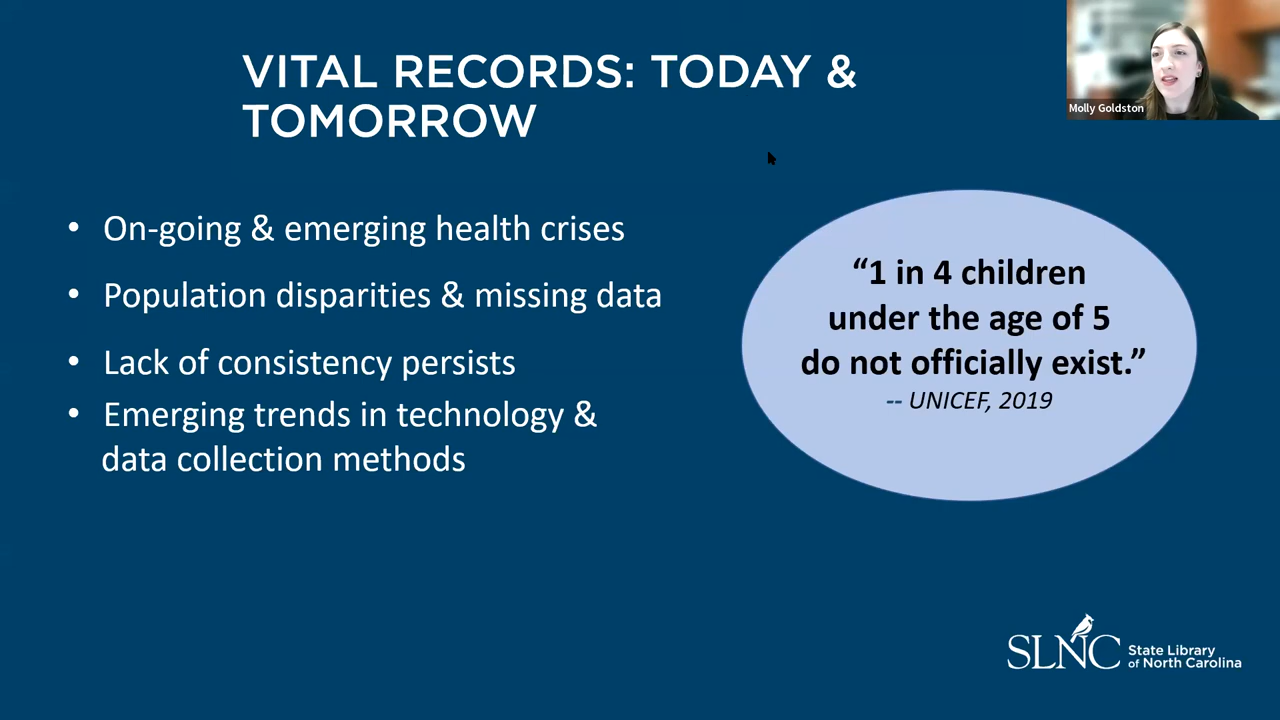 VITAL RECORDS: TODAY &
TOMORROW
Molly Goldston
• On-going & emerging health crises
• Population disparities & missing data
• Lack of consistency persists
• Emerging trends in technology &
data collection methods
“1 in 4 children
under the age of 5
do not officially exist.”
-- UNICEF, 2019
SLNC State Library
of North Carolina